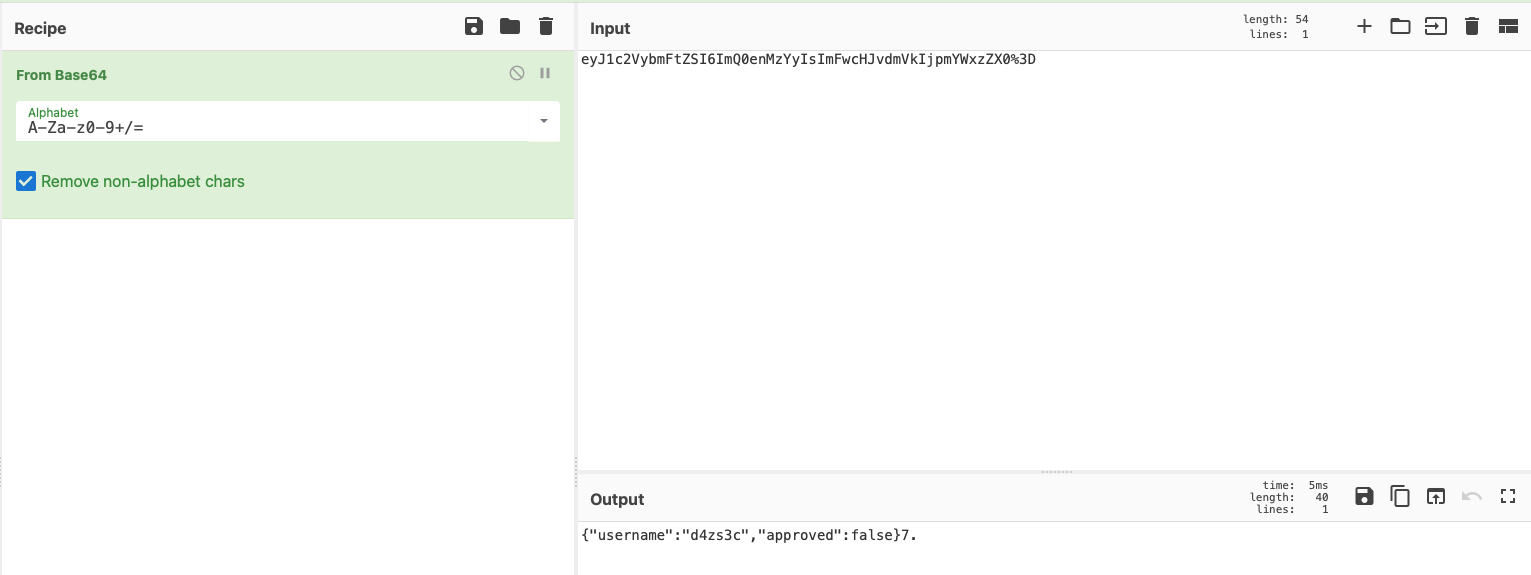 Recipe
From Base64
Alphabet
A-Za-z0-9+/=
Remove non-alphabet chars
Input
length: 54
lines: 1
eyJ1c2VybmFtZSI6ImQ0enMzYyIsImFwcHJvdmVkIjpmYWxzZX0%3D
Output
time: 5ms
length: 40
lines: 1
{"username":"d4zs3c","approved":false}7.